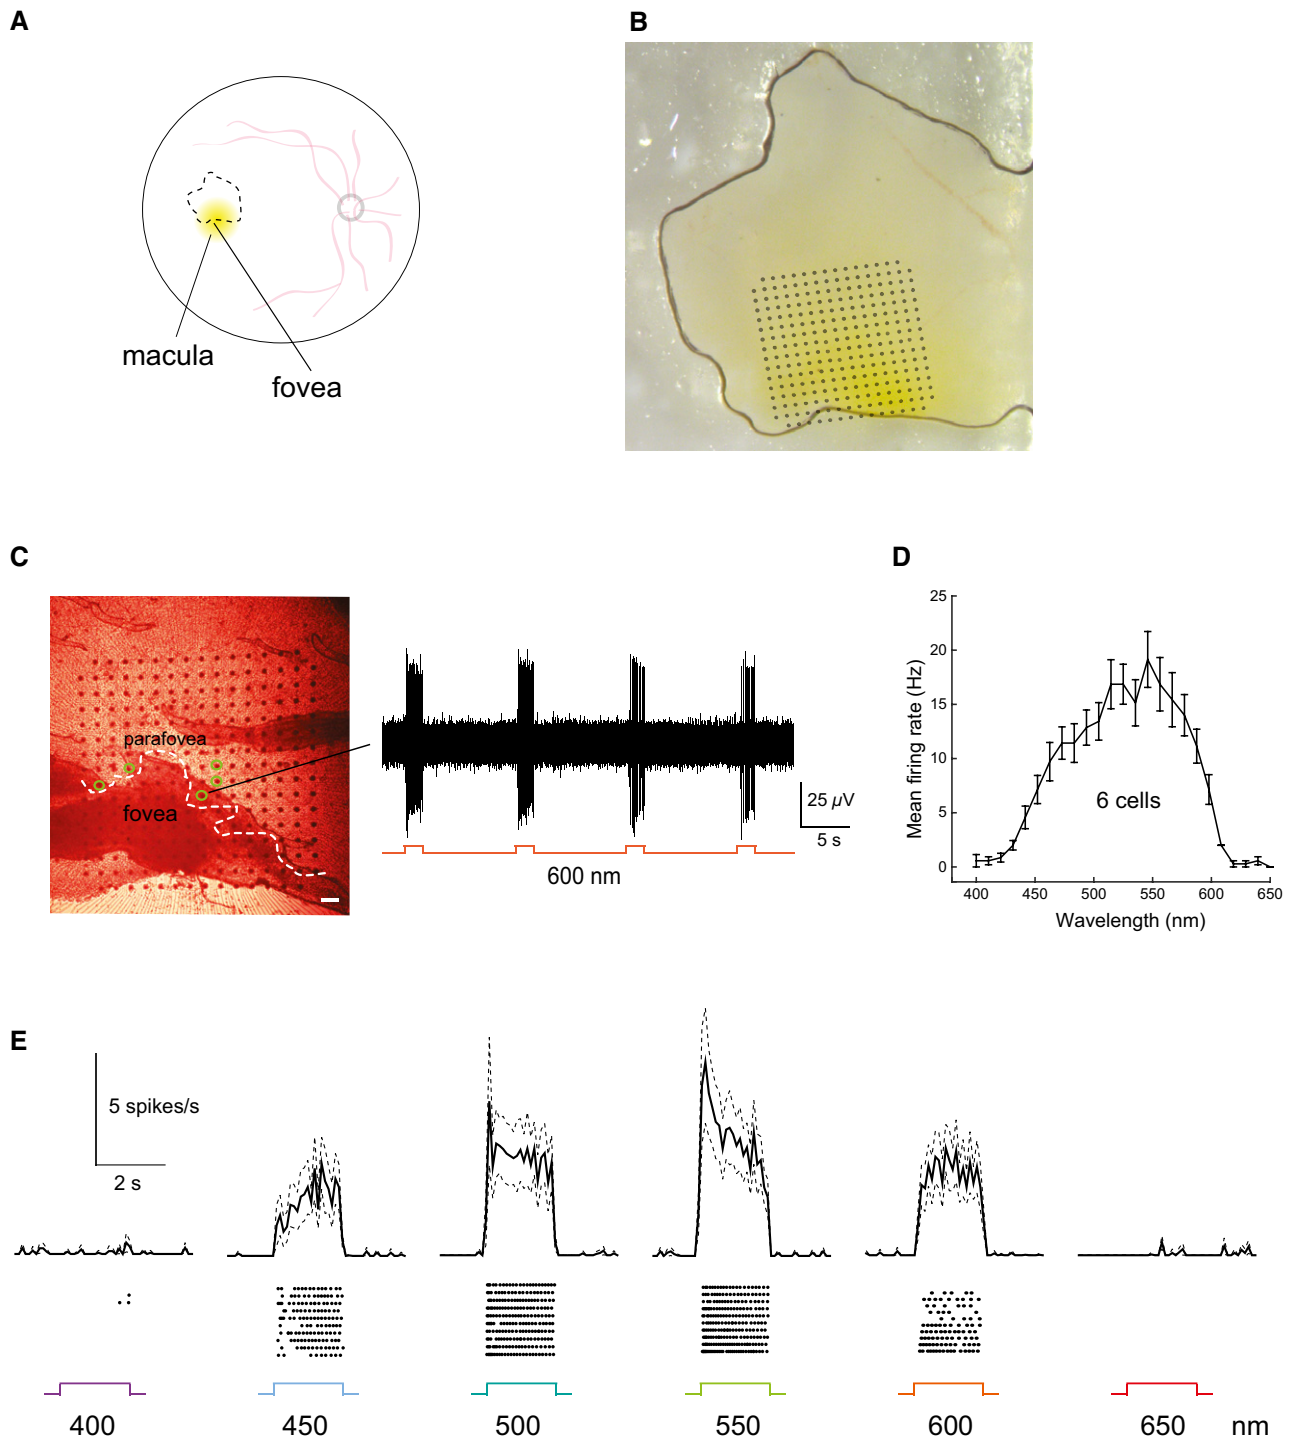 A
macula
fovea
B
C
parafovea
fovea
25 µV
5 s
600 nm
D
25
20
15
10
5
0
Mean firing rate (Hz)
6 cells
400 450 500 550 600 650
Wavelength (nm)
E
5 spikes/s
2 s
400 450 500 550 600 650 nm